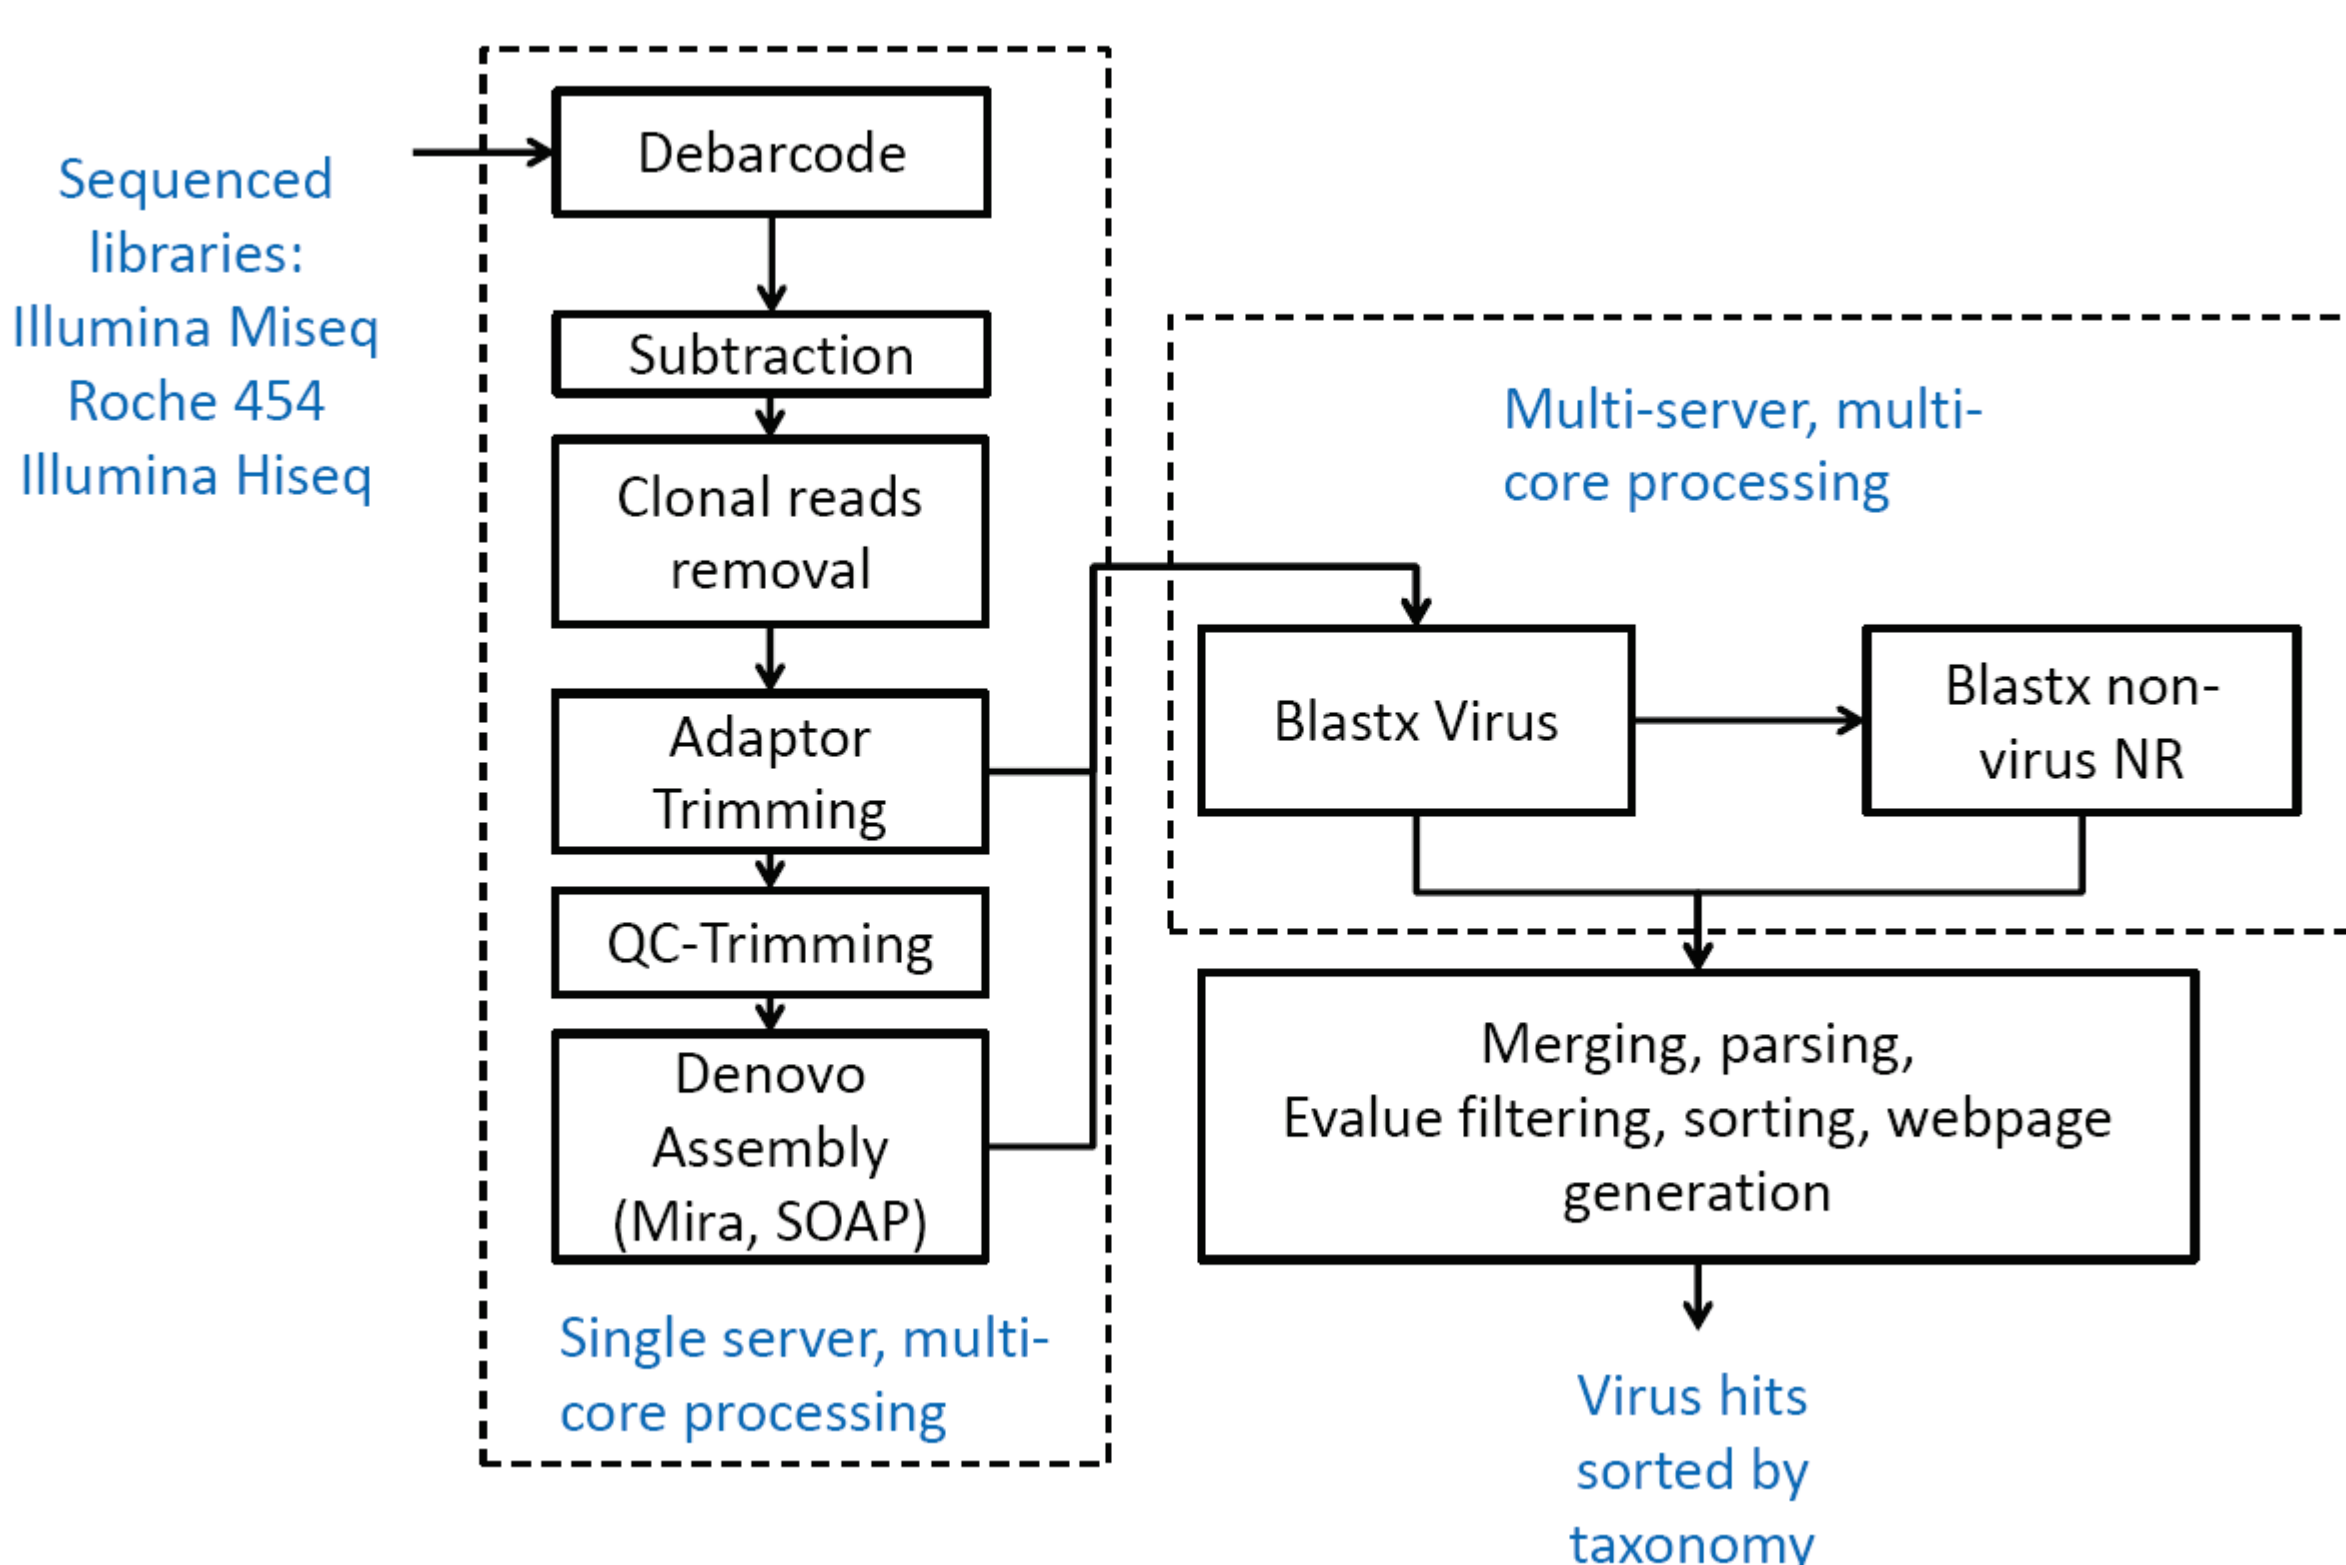 Sequenced
libraries:
Illumina Miseq
Roche 454
Illumina Hiseq
Debarcode
Subtraction
Clonal reads
removal
Adaptor
Trimming
QC-Trimming
Denovo
Assembly
(Mira, SOAP)
Single server, multi-
core processing
Multi-server, multi-
core processing
Blastx Virus
Blastx non-
virus NR
Merging, parsing,
Evalue filtering, sorting, webpage
generation
Virus hits
sorted by
taxonomy